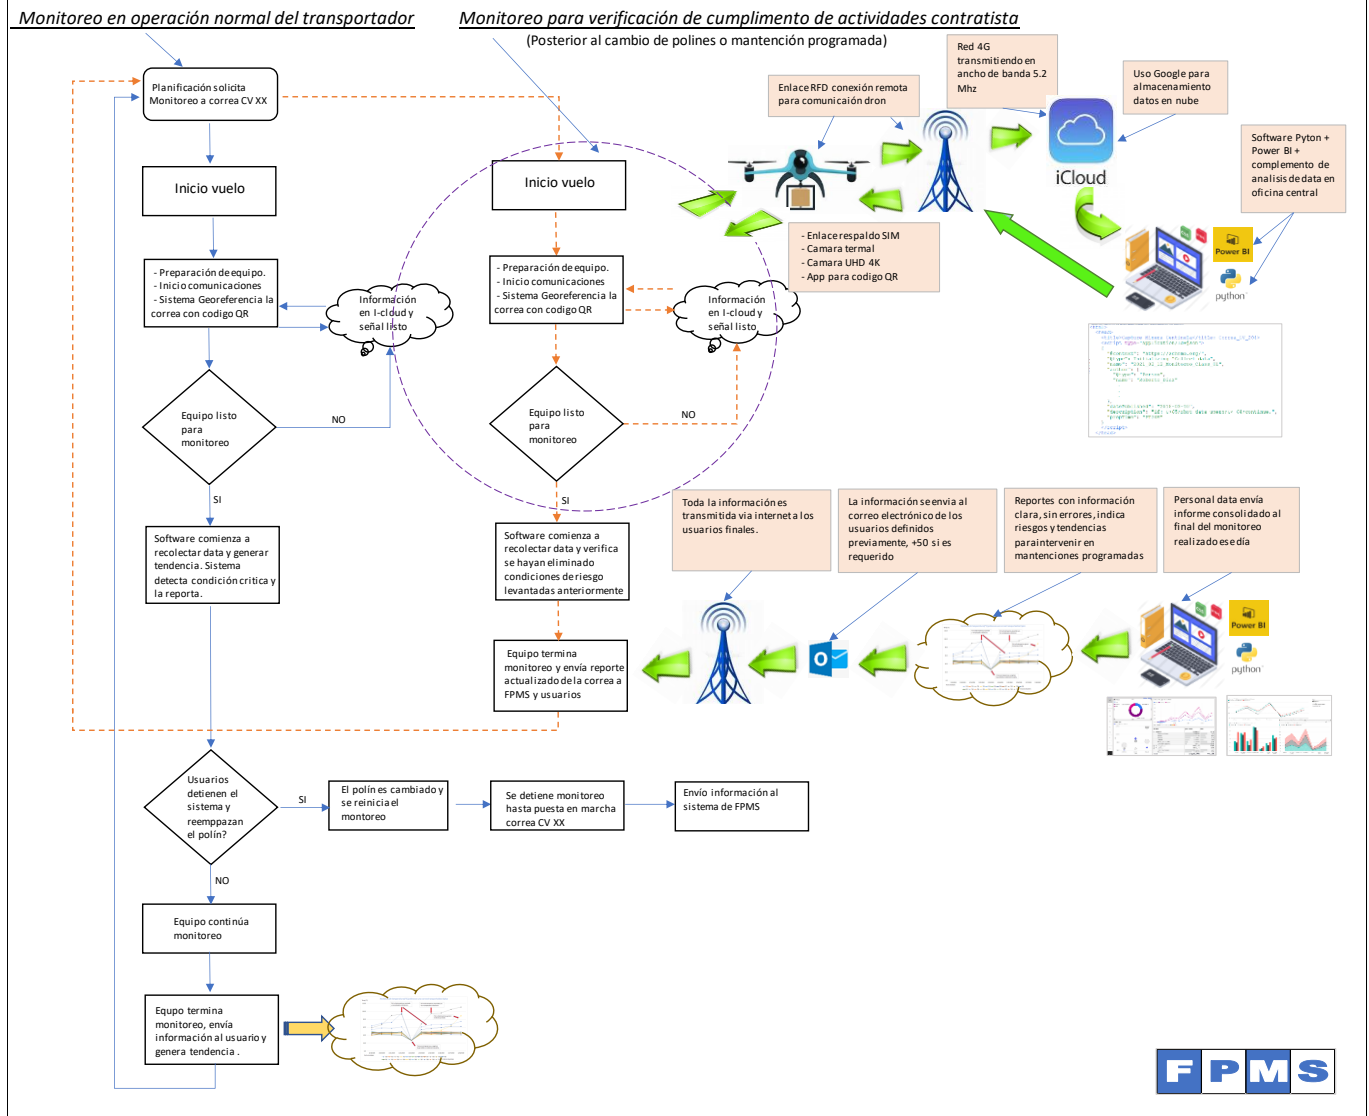 Monitoreo en operación normal del transportador
Monitoreo para verificación de cumplimento de actividades contratista
(Posterior al cambio de polines o mantención programada)
Planificación solicita
Monitoreo a correa CV XX
Inicio vuelo
- Preparación de equipo.
- Inicio comunicaciones
- Sistema Georeferencia la
correa con codigo QR
Información
en I-cloud y
señal listo
Equipo listo
para
monitoreo
NO
SI
Software comienza a
recolectar data y generar
tendencia. Sistema
detecta condición critica y
la reporta.
Usuarios
detienen el
sistema y
reemppazan
el polín?
SI
El polín es cambiado y
se reinicia el
montoreo
Se detiene monitoreo
hasta puesta en marcha
correa CV XX
Envío información al
sistema de FPMS
NO
Equipo continúa
monitoreo
Equpo termina
monitoreo, envía
información al usuario y
genera tendencia .
Inicio vuelo
- Preparación de equipo.
- Inicio comunicaciones
- Sistema Georeferencia la
correa con codigo QR
Información
en I-cloud y
señal listo
Equipo listo
para
monitoreo
NO
SI
Software comienza a
recolectar data y verifica
se hayan eliminado
condiciones de riesgo
levantadas anteriormente
Equipo termina
monitoreo y envía reporte
actualizado de la correa a
FPMS y usuarios
Enlace RFD conexión remota
para comunicaión dron
Red 4G
transmitiendo en
ancho de banda 5.2
Mhz
Uso Google para
almacenamiento
datos en nube
Software Pyton +
Power BI +
complemento de
analisis de data en
oficina central
iCloud
- Enlace respaldo SIM
- Camara termal
- Camara UHD 4K
- App para codigo QR
Power BI
python
Toda la información es
transmitida via internet a los
usuarios finales.
La información se envia al
correo electrónico de los
usuarios definidos
previamente, +50 si es
requerido
Reportes con información
clara, sin errores, indica
riesgos y tendencias
paraintervenir en
mantenciones programadas
Personal data envía
informe consolidado al
final del monitoreo
realizado ese día
O
Power BI
python
FPMS